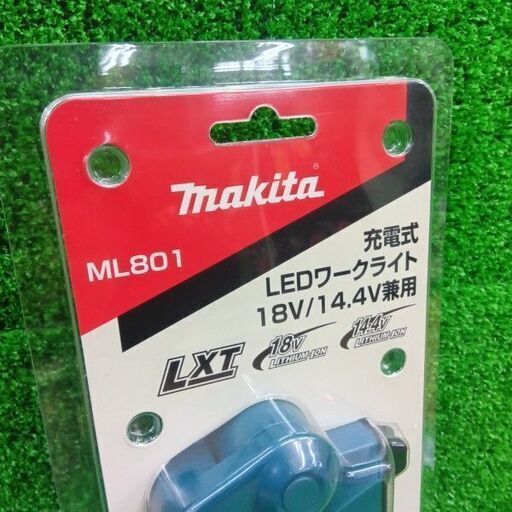 makita®
ML801
充電式
LEDワークライト
18V/14.4V兼用
LXT
18V
LITHIUM-ION
14.4V
LITHIUM-ION